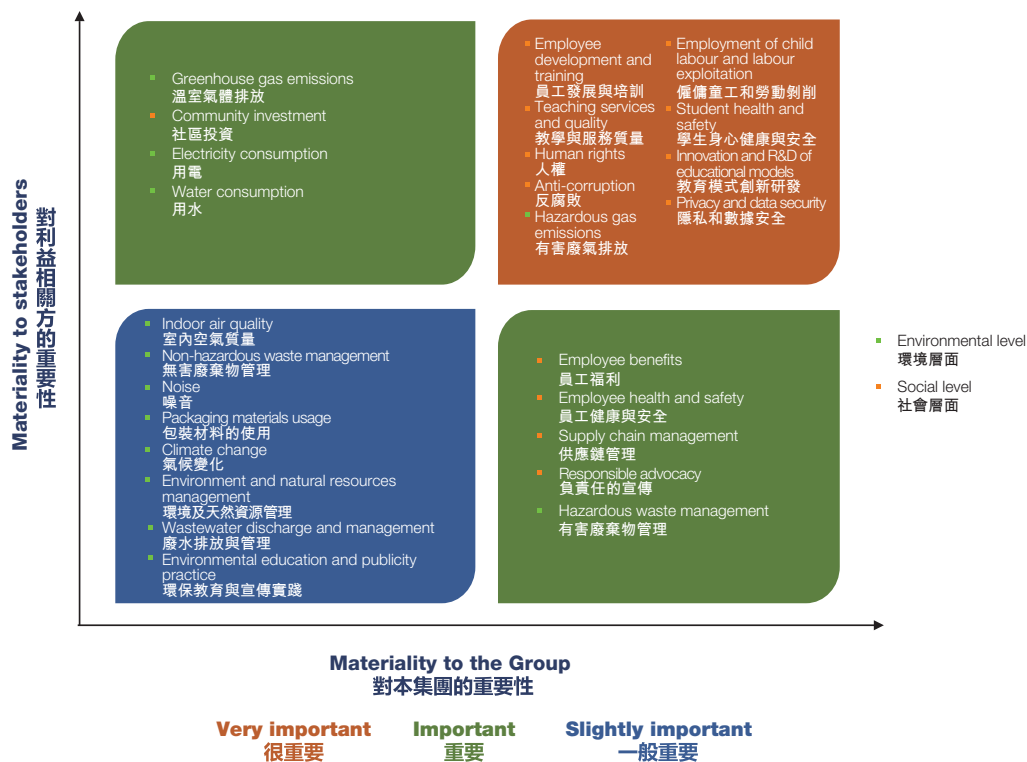 Materiality to stakeholders
對利益相關方的重要性
Greenhouse gas emissions
溫室氣體排放
Community investment
社區投資
Electricity consumption
用電
Water consumption
用水
Employee
development and
training
員工發展與培訓
Teaching services
and quality
教學與服務質量
Human rights
人權
Anti-corruption
反腐敗
Hazardous gas
emissions
有害廢氣排放
Employment of child
labour and labour
exploitation
僱傭童工和勞動剝削
Student health and
safety
學生身心健康與安全
Innovation and R&D of
educational models
教育模式創新研發
Privacy and data security
隱私和數據安全
Indoor air quality
室內空氣質量
Non-hazardous waste management
無害廢棄物管理
Noise
噪音
Packaging materials usage
包裝材料的使用
Climate change
氣候變化
Environment and natural resources
management
環境及天然資源管理
Wastewater discharge and management
廢水排放與管理
Environmental education and publicity
practice
環保教育與宣傳實踐
Employee benefits
員工福利
Employee health and safety
員工健康與安全
Supply chain management
供應鏈管理
Responsible advocacy
負責任的宣傳
Hazardous waste management
有害廢棄物管理
Environmental level
環境層面
Social level
社會層面
Materiality to the Group
對本集團的重要性
Very important
很重要
Important
重要
Slightly important
一般重要